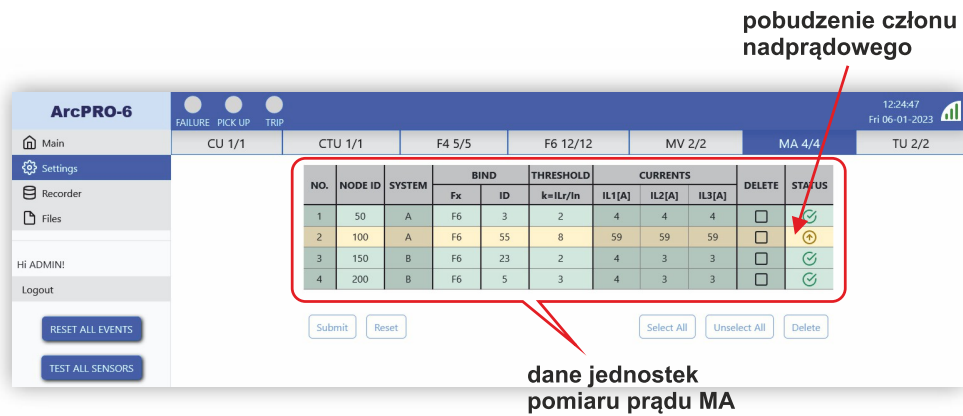 pobudzenie członu
nadprądowego
ArcPRO-6
FAILURE PICK UP TRIP
12:24:47
Fri 06-01-2023
Main
CU 1/1 CTU 1/1 F4 5/5 F6 12/12 MV 2/2 MA 4/4 TU 2/2
Settings
Recorder
Files
Hi ADMIN!
Logout
RESET ALL EVENTS
TEST ALL SENSORS
NO. NODE ID SYSTEM BIND THRESHOLD CURRENTS DELETE STATUS
Fx ID k=ILr/In IL1[A] IL2[A] IL3[A]
1 50 A F6 3 2 4 4 4
2 100 A F6 55 8 59 59 59
3 150 B F6 23 2 4 3 3
4 200 B F6 5 3 4 3 3
Submit Reset Select All Unselect All Delete
dane jednostek
pomiaru prądu MA